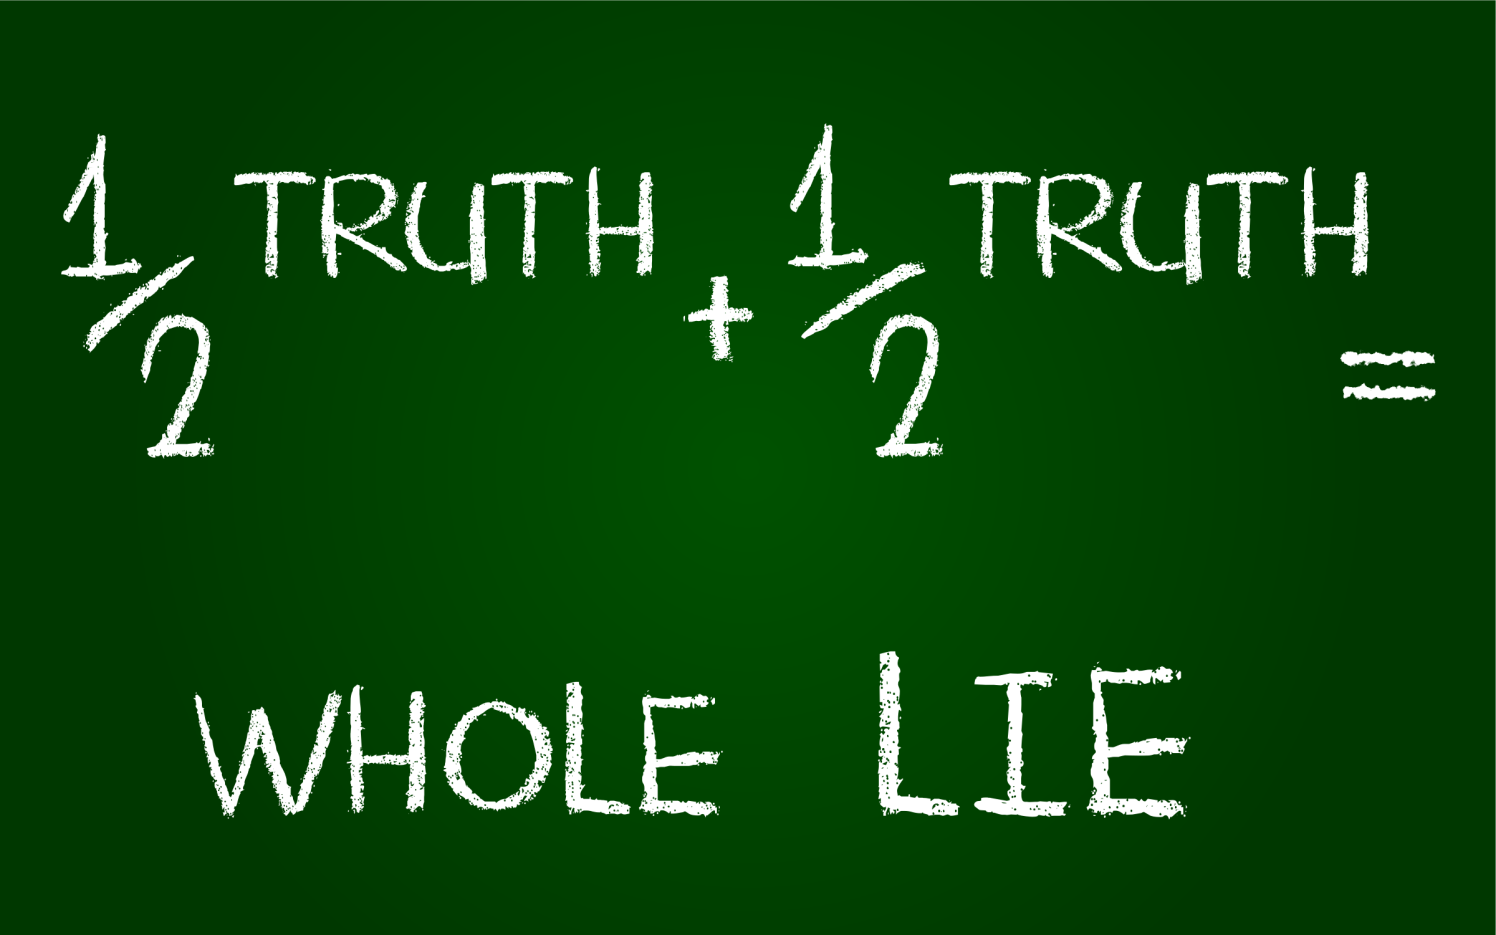 1/2 TRUTH + 1/2 TRUTH =
WHOLE LIE